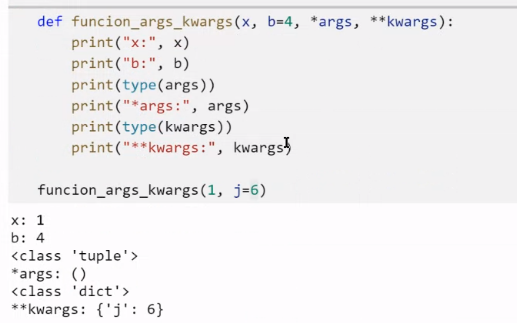 def funcion_args_kwargs(x, b=4, *args, **kwargs):
    print("x:", x)
    print("b:", b)
    print(type(args))
    print("*args:", args)
    print(type(kwargs))
    print("**kwargs:", kwargs)
funcion_args_kwargs(1, j=6)
x: 1
b: 4
<class 'tuple'>
*args: ()
<class 'dict'>
**kwargs: {'j': 6}